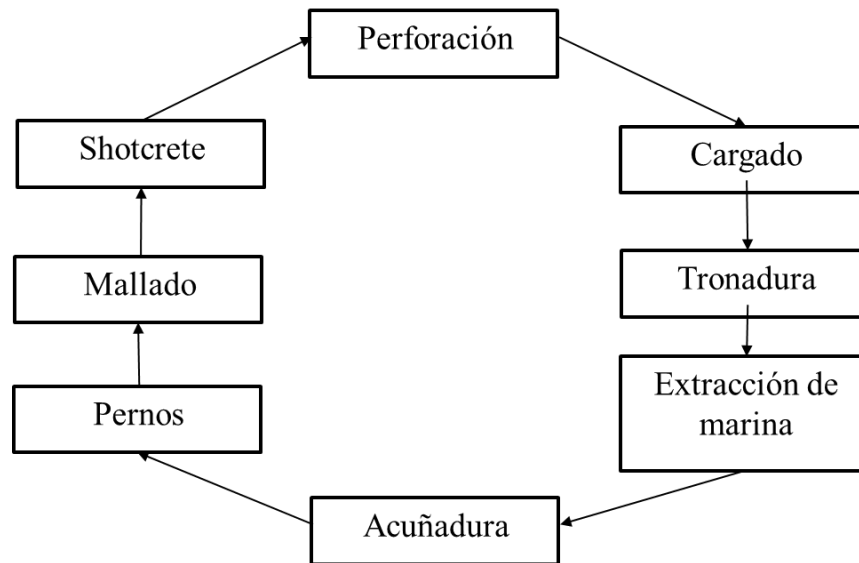 Perforación
Cargado
Tronadura
Extracción de
marina
Acuñadura
Pernos
Mallado
Shotcrete